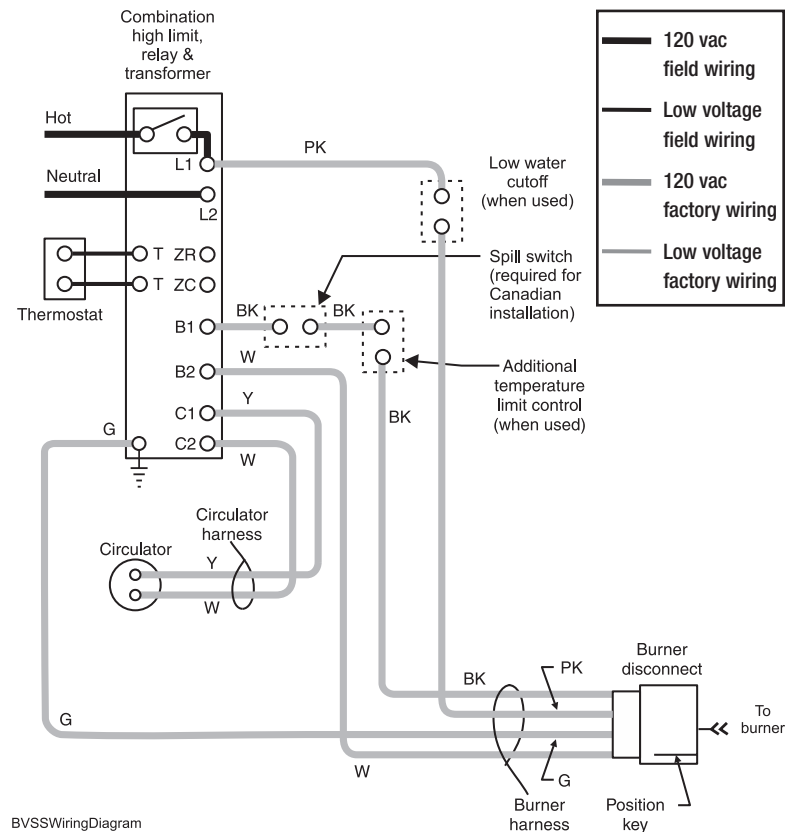 Combination
high limit,
relay &
transformer
120 vac
field wiring
Low voltage
field wiring
120 vac
factory wiring
Low voltage
factory wiring
Hot
Neutral
L1
L2
PK
Low water
cutoff
(when used)
T
ZR
T
ZC
Thermostat
Spill switch
(required for
Canadian
installation)
B1
BK
BK
B2
W
Additional
temperature
limit control
(when used)
C1
Y
BK
G
C2
W
Circulator
harness
Circulator
Y
W
Burner
disconnect
BK
PK
To
burner
G
W
G
Burner
harness
Position
key
BVSSWiringDiagram